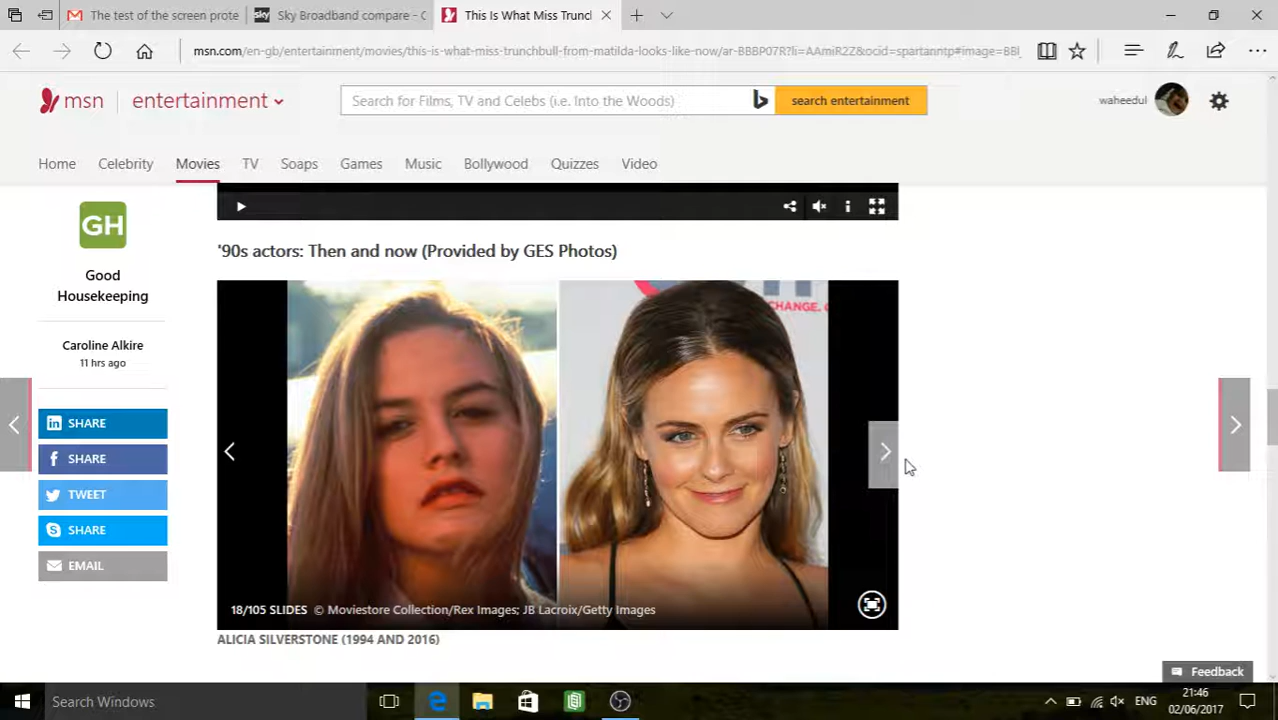 The test of the screen prote
Sky Broadband compare - C
This Is What Miss Trunch
msn.com/en-gb/entertainment/movies/this-is-what-miss-trunchbull-from-matilda-looks-like-now/ar-BBBP07R?li=AAmiR2Z&ocid=spartanntp#image=BBl
msn
entertainment
Search for Films, TV and Celebs (i.e. Into the Woods)
search entertainment
waheedul
Home Celebrity Movies TV Soaps Games Music Bollywood Quizzes Video
GH
Good
Housekeeping
Caroline Alkire
11 hrs ago
in SHARE
f SHARE
TWEET
S SHARE
EMAIL
'90s actors: Then and now (Provided by GES Photos)
CHANGE.
18/105 SLIDES © Moviestore Collection/Rex Images; JB Lacroix/Getty Images
ALICIA SILVERSTONE (1994 AND 2016)
Feedback
Search Windows
ENG
21:46
02/06/2017